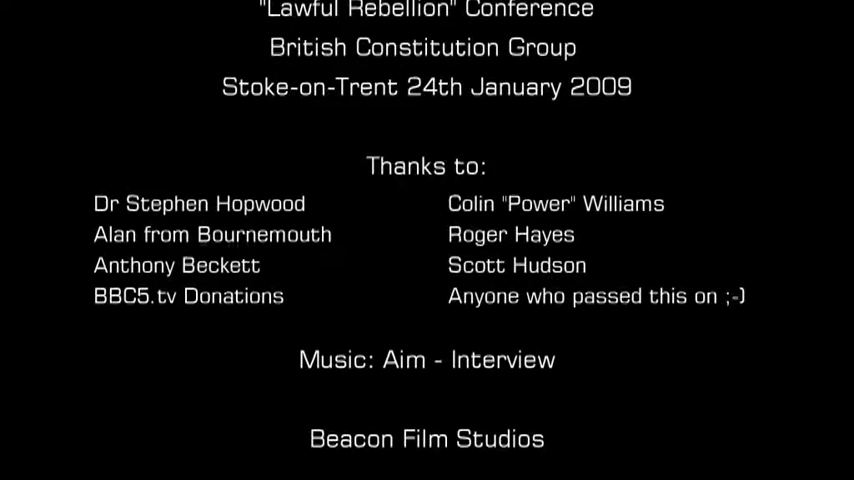 "Lawful Rebellion" Conference
British Constitution Group
Stoke-on-Trent 24th January 2009
Thanks to:
Dr Stephen Hopwood
Colin "Power" Williams
Alan from Bournemouth
Roger Hayes
Anthony Beckett
Scott Hudson
BBC5.tv Donations
Anyone who passed this on ;-)
Music: Aim - Interview
Beacon Film Studios